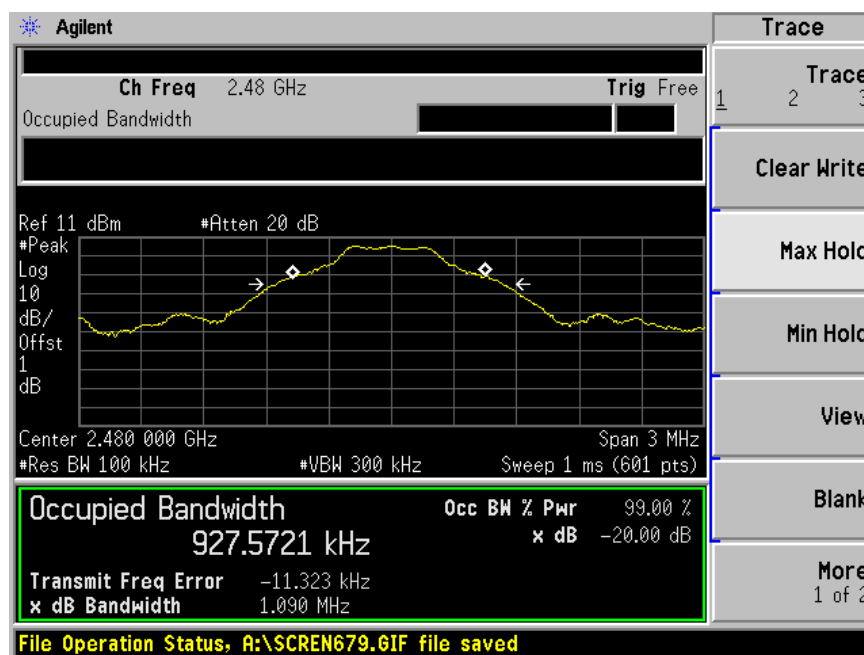 Agilent
Trace
Ch Freq 2.48 GHz
Trig Free
Occupied Bandwidth
Trace
1 2 3
Clear Write
Max Hold
Min Hold
View
Blank
More
1 of 2
Ref 11 dBm #Atten 20 dB
#Peak
Log
10
dB/
Offst
1
dB
Center 2.480 000 GHz Span 3 MHz
#Res BW 100 kHz #VBW 300 kHz Sweep 1 ms (601 pts)
Occupied Bandwidth
927.5721 kHz
Occ BW % Pwr 99.00 %
x dB -20.00 dB
Transmit Freq Error -11.323 kHz
x dB Bandwidth 1.090 MHz
File Operation Status, A:\SCREN679.GIF file saved